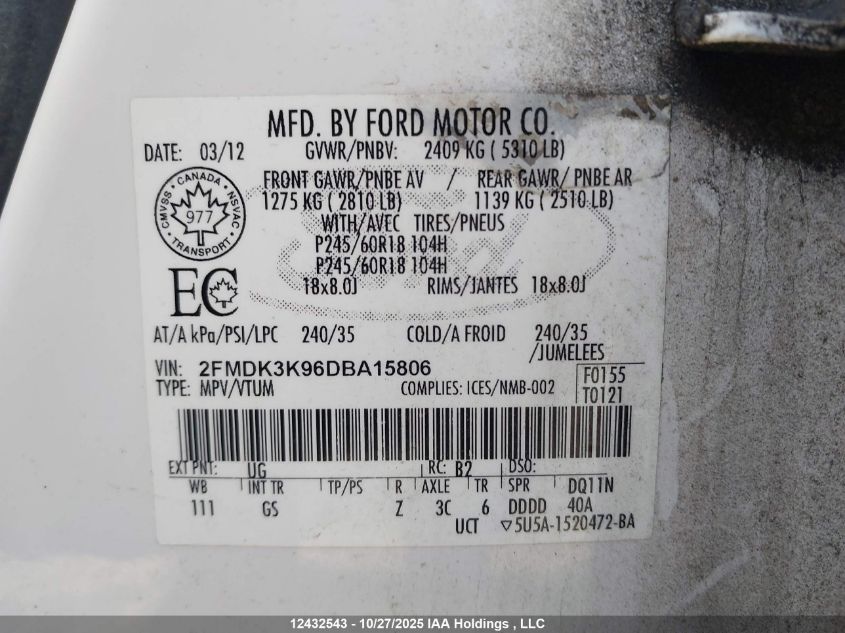 MFD. BY FORD MOTOR CO.
DATE: 03/12 GVWR/PNBV: 2409 KG ( 5310 LB)
FRONT GAWR/PNBE AV / REAR GAWR/ PNBE AR
1275 KG ( 2810 LB) 1139 KG ( 2510 LB)
WITH/AVEC TIRES/PNEUS
P245/60R18 104H
P245/60R18 104H
18x8.0J RIMS/JANTES 18x8.0J
CANADA
CMVSS NSVAC
977
TRANSPORT
EC
AT/A kPa/PSI/LPC 240/35 COLD/A FROID 240/35
/JUMELEES
VIN: 2FMDK3K96DBA15806
TYPE: MPV/VTUM COMPLIES: ICES/NMB-002
F0155
T0121
EXT PNT: UG RC: B2 DSO:
WB INT TR TP/PS R AXLE TR SPR DQ11N
111 GS Z 3C 6 DDDD 40A
UCT ▽5U5A-1520472-BA
12432543 - 10/27/2025 IAA Holdings , LLC